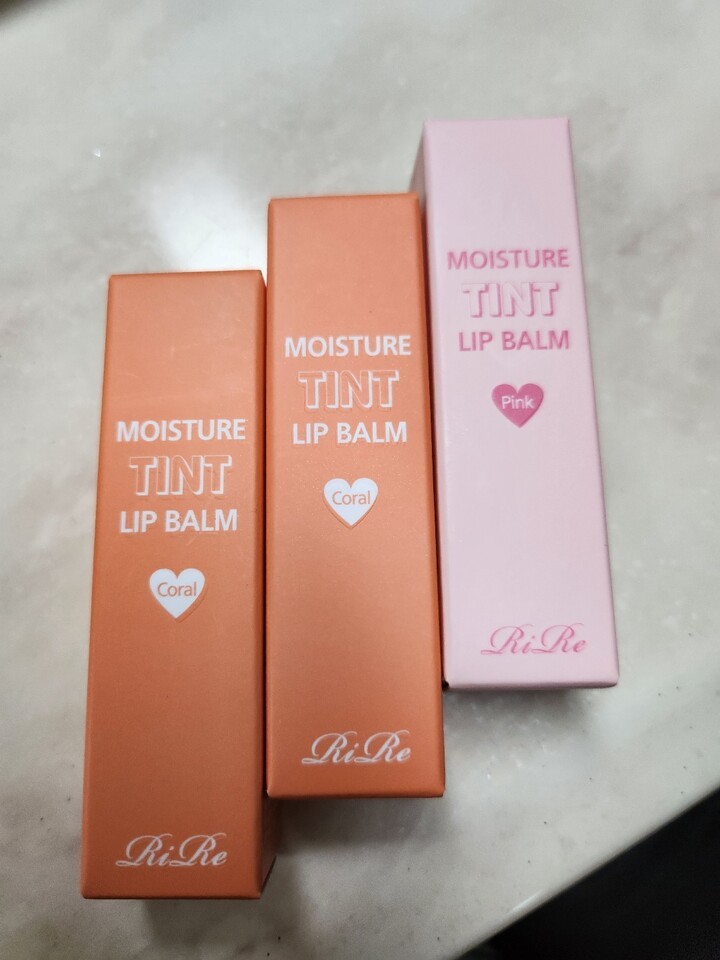 MOISTURE
TINT
LIP BALM
Coral
RiRe
MOISTURE
TINT
LIP BALM
Coral
RiRe
MOISTURE
TINT
LIP BALM
Pink
RiRe